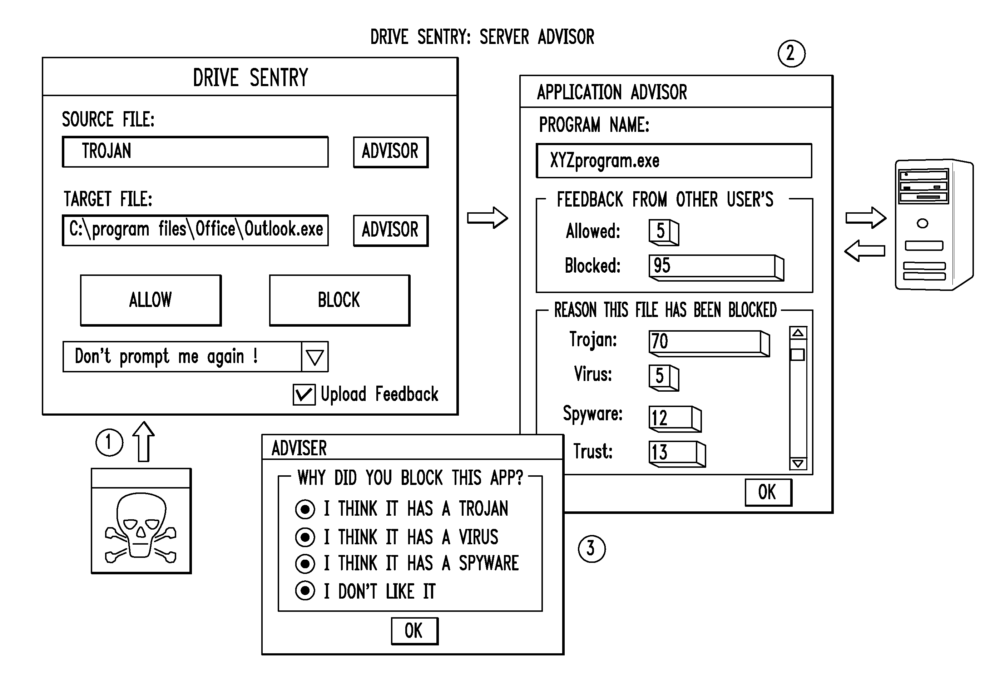 DRIVE SENTRY: SERVER ADVISOR
DRIVE SENTRY
SOURCE FILE:
TROJAN
ADVISOR
TARGET FILE:
C:\program files\Office\Outlook.exe
ADVISOR
ALLOW
BLOCK
Don't prompt me again !
Upload Feedback
1
2
APPLICATION ADVISOR
PROGRAM NAME:
XYZprogram.exe
FEEDBACK FROM OTHER USER'S
Allowed: 5
Blocked: 95
REASON THIS FILE HAS BEEN BLOCKED
Trojan: 70
Virus: 5
Spyware: 12
Trust: 13
OK
ADVISER
WHY DID YOU BLOCK THIS APP?
I THINK IT HAS A TROJAN
I THINK IT HAS A VIRUS
I THINK IT HAS A SPYWARE
I DON'T LIKE IT
OK
3